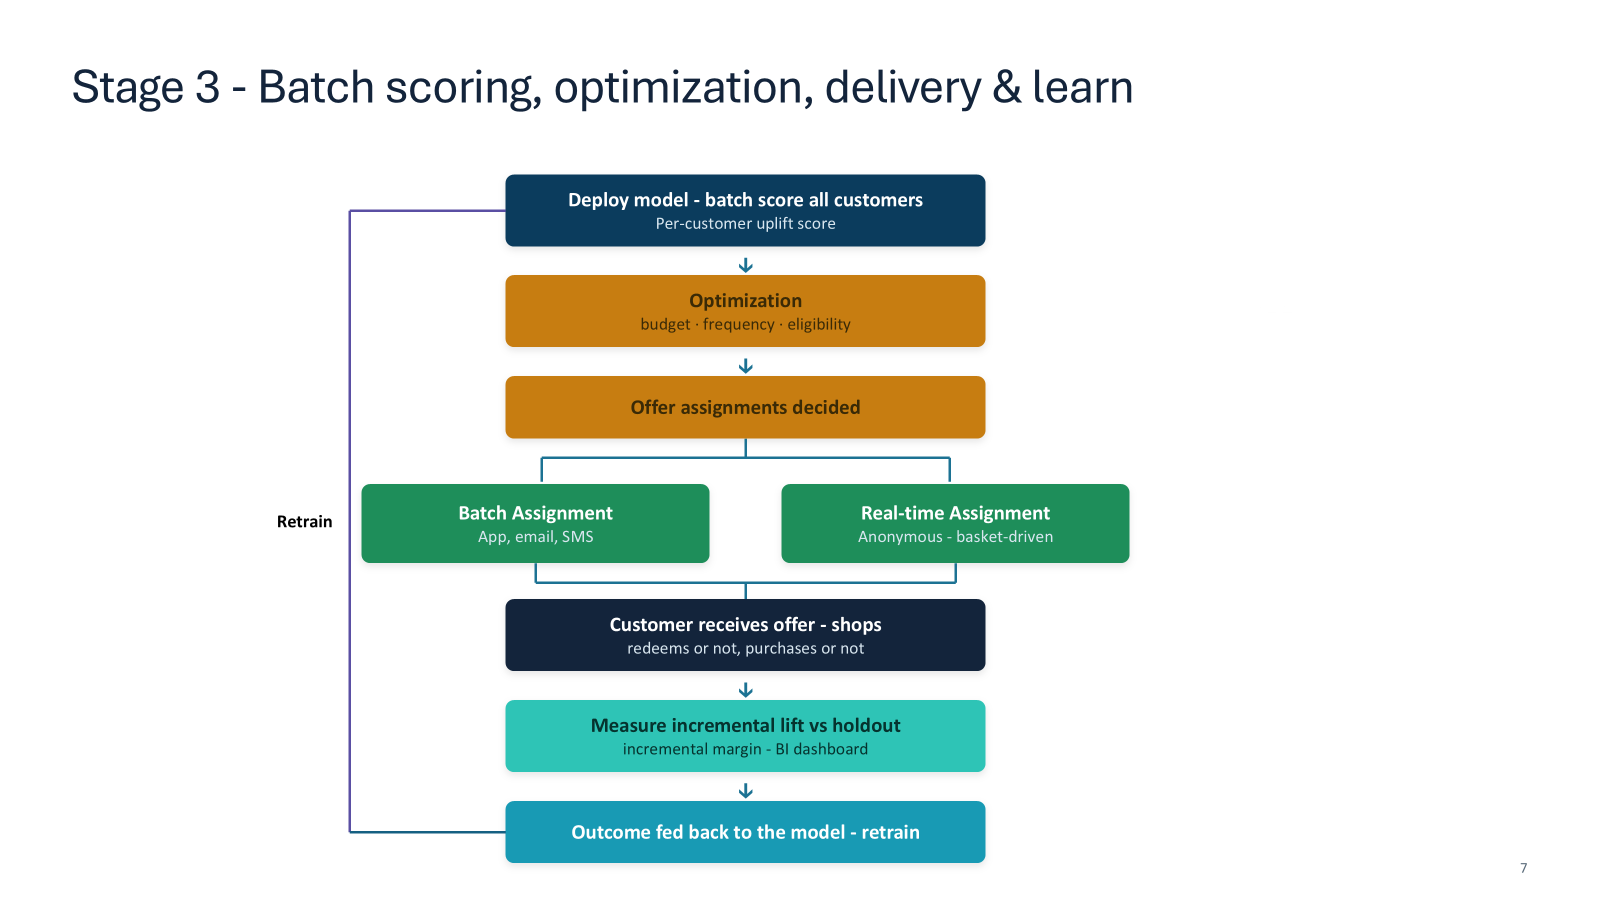 Stage 3 - Batch scoring, optimization, delivery & learn
Deploy model - batch score all customers
Per-customer uplift score
Optimization
budget · frequency · eligibility
Offer assignments decided
Retrain
Batch Assignment
App, email, SMS
Real-time Assignment
Anonymous - basket-driven
Customer receives offer - shops
redeems or not, purchases or not
Measure incremental lift vs holdout
incremental margin - BI dashboard
Outcome fed back to the model - retrain
7